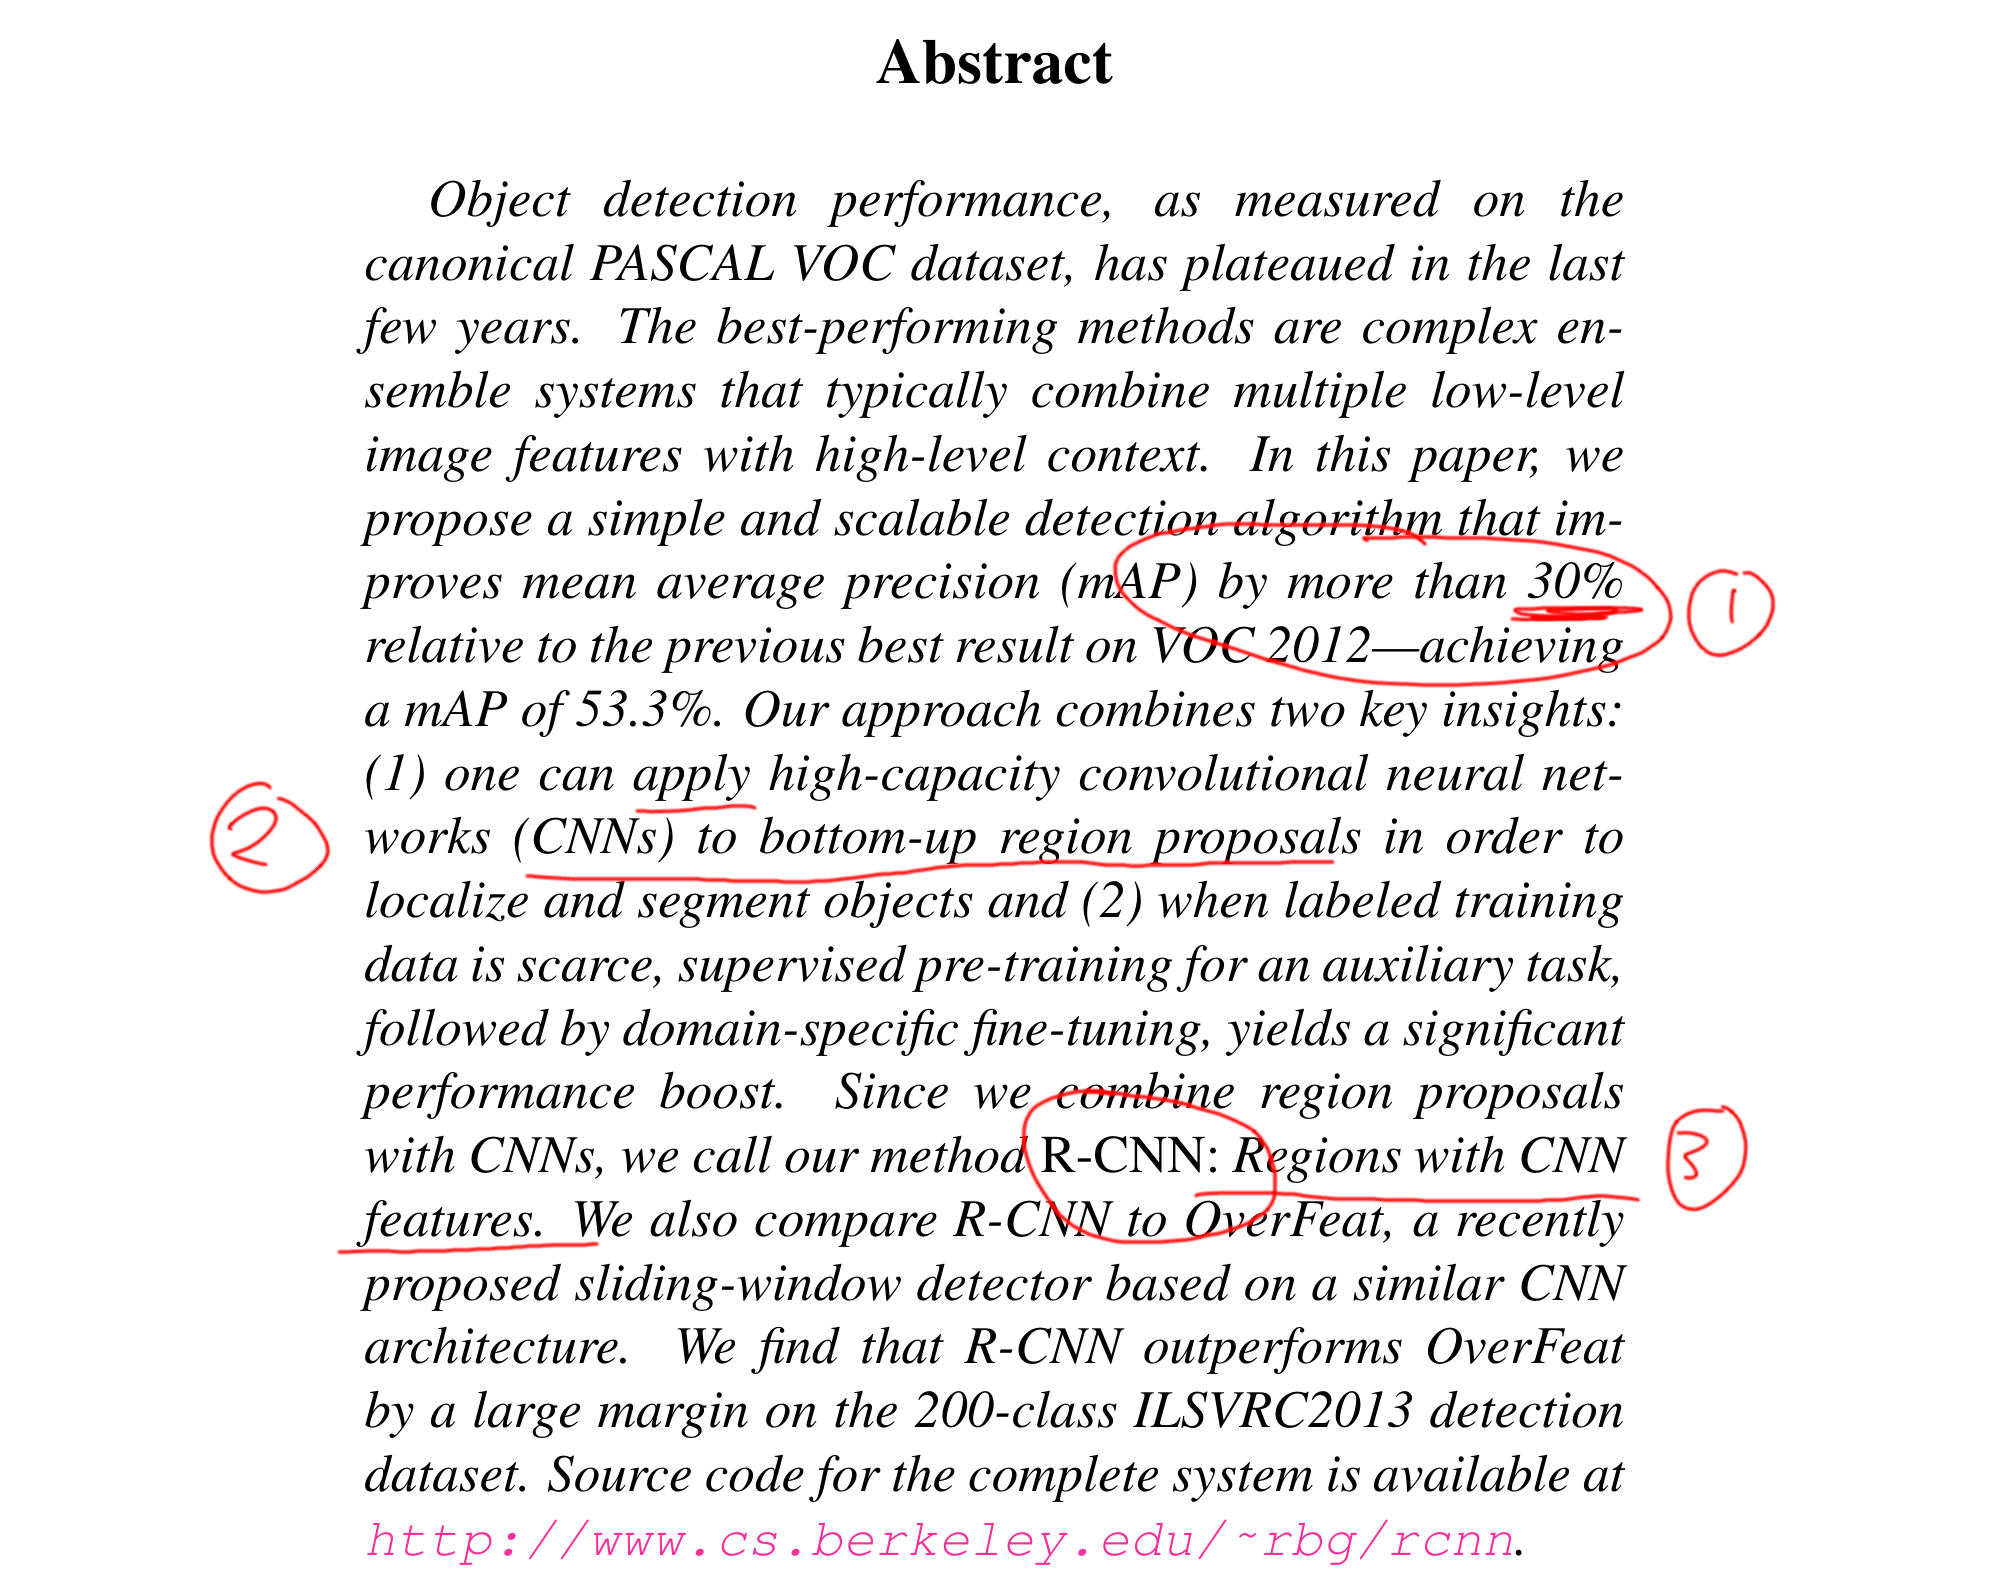 Abstract
Object detection performance, as measured on the
canonical PASCAL VOC dataset, has plateaued in the last
few years. The best-performing methods are complex en-
semble systems that typically combine multiple low-level
image features with high-level context. In this paper, we
propose a simple and scalable detection algorithm that im-
proves mean average precision (mAP) by more than 30%
1
relative to the previous best result on VOC 2012—achieving
a mAP of 53.3%. Our approach combines two key insights:
(1) one can apply high-capacity convolutional neural net-
2
works (CNNs) to bottom-up region proposals in order to
localize and segment objects and (2) when labeled training
data is scarce, supervised pre-training for an auxiliary task,
followed by domain-specific fine-tuning, yields a significant
performance boost. Since we combine region proposals
with CNNs, we call our method R-CNN: Regions with CNN
3
features. We also compare R-CNN to OverFeat, a recently
proposed sliding-window detector based on a similar CNN
architecture. We find that R-CNN outperforms OverFeat
by a large margin on the 200-class ILSVRC2013 detection
dataset. Source code for the complete system is available at
http://www.cs.berkeley.edu/~rbg/rcnn.